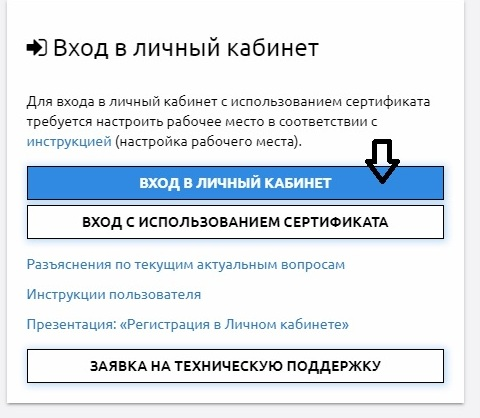 Вход в личный кабинет
Для входа в личный кабинет с использованием сертификата
требуется настроить рабочее место в соответствии с
инструкцией (настройка рабочего места).
ВХОД В ЛИЧНЫЙ КАБИНЕТ
ВХОД С ИСПОЛЬЗОВАНИЕМ СЕРТИФИКАТА
Разъяснения по текущим актуальным вопросам
Инструкции пользователя
Презентация: «Регистрация в Личном кабинете»
ЗАЯВКА НА ТЕХНИЧЕСКУЮ ПОДДЕРЖКУ